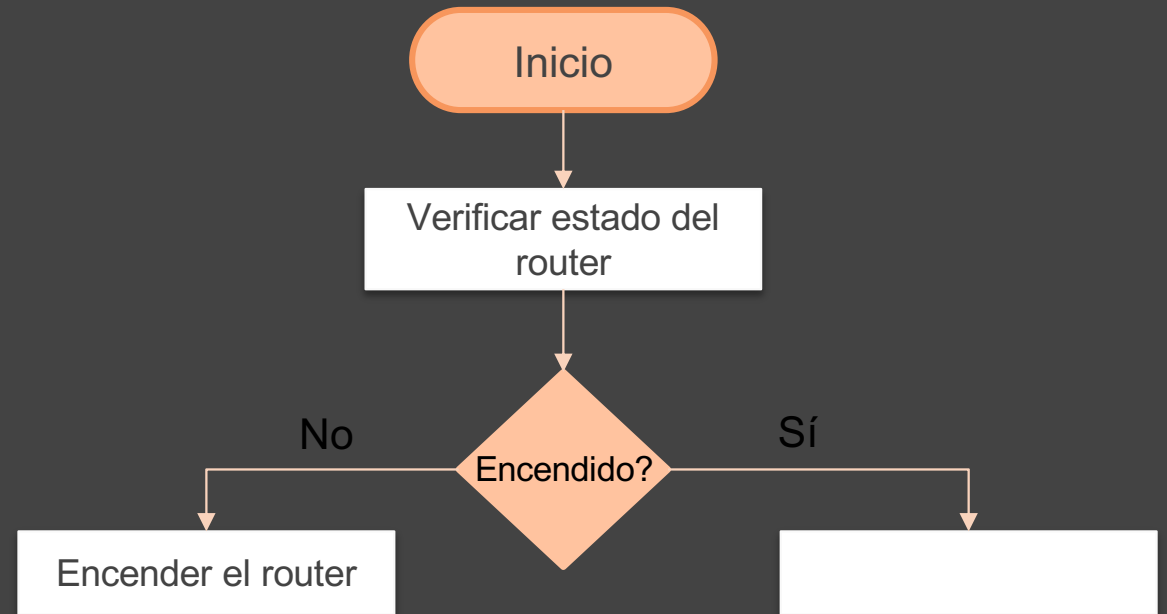 Inicio
Verificar estado del
router
No
Sí
Encendido?
Encender el router